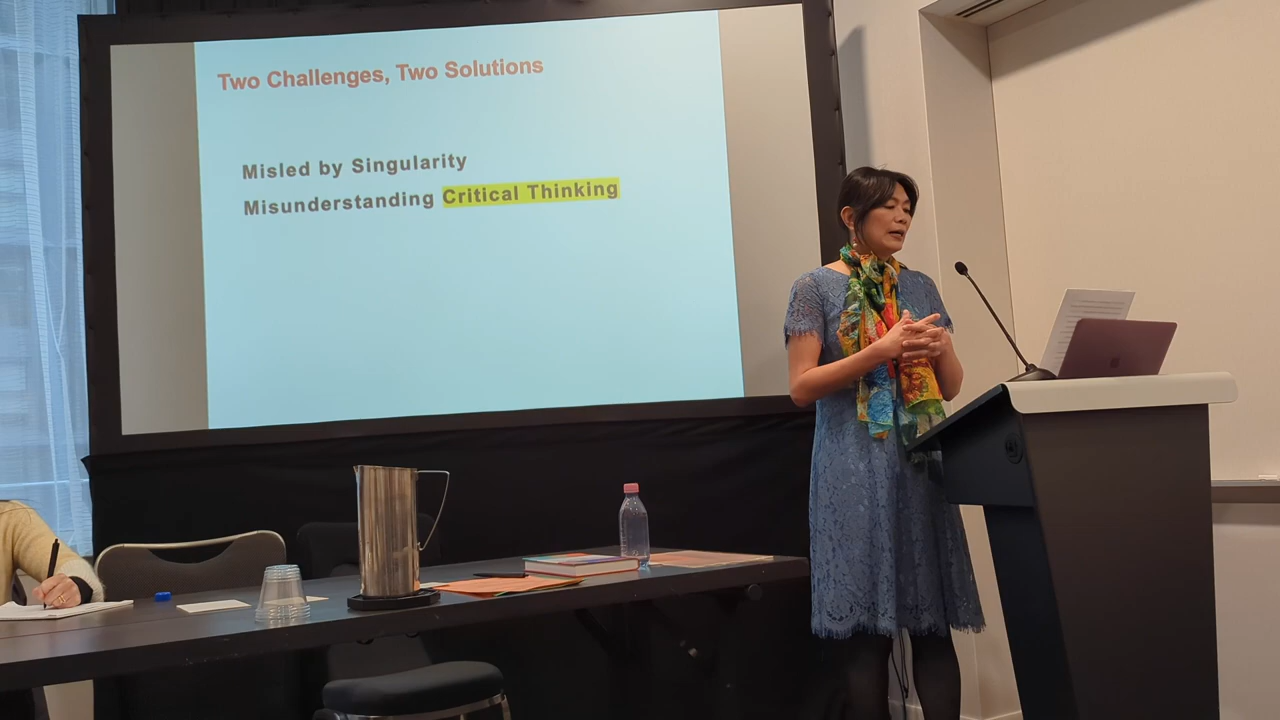 Two Challenges, Two Solutions
Misled by Singularity
Misunderstanding Critical Thinking